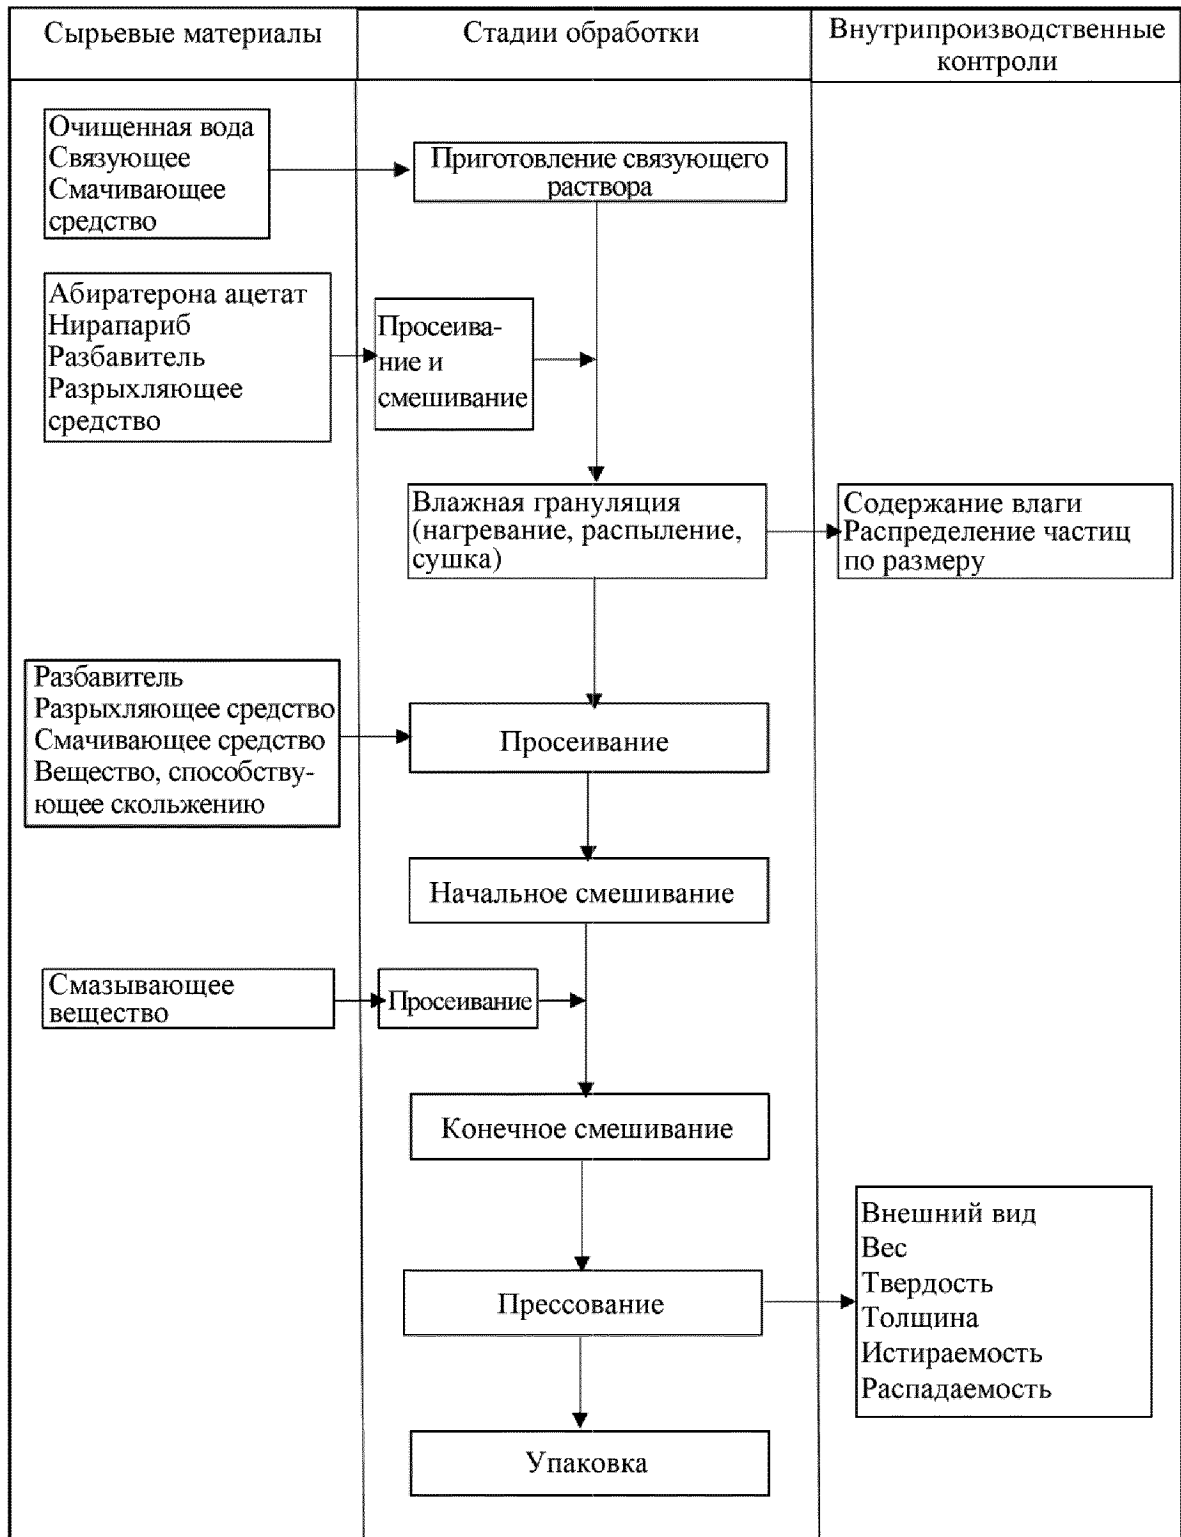 Сырьевые материалы
Стадии обработки
Внутрипроизводственные
контроли
Очищенная вода
Связующее
Смачивающее
средство
Приготовление связующего
раствора
Абиратерона ацетат
Нирапариб
Разбавитель
Разрыхляющее
средство
Просеива-
ние и
смешивание
Влажная грануляция
(нагревание, распыление,
сушка)
Содержание влаги
Распределение частиц
по размеру
Разбавитель
Разрыхляющее средство
Смачивающее средство
Вещество, способству-
ющее скольжению
Просеивание
Начальное смешивание
Смазывающее
вещество
Просеивание
Конечное смешивание
Прессование
Внешний вид
Вес
Твердость
Толщина
Истираемость
Распадаемость
Упаковка